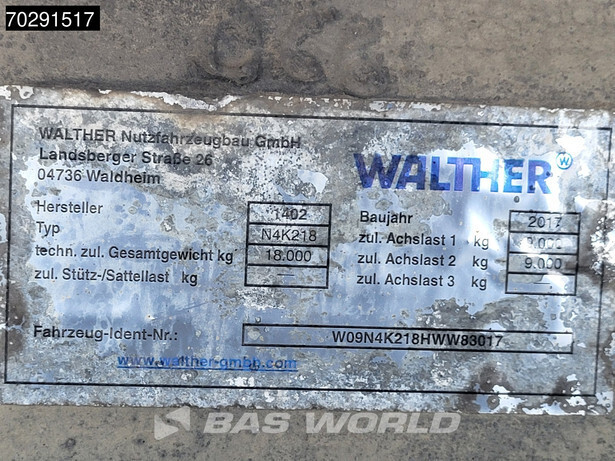 70291517
WALTHER Nutzfahrzeugbau GmbH
Landsberger Straße 26
04736 Waldheim
WALTHER W
Hersteller 1402
Typ N4K218
techn. zul. Gesamtgewicht kg 18.000
zul. Stütz-/Sattellast kg —
Baujahr 2017
zul. Achslast 1 kg 9.000
zul. Achslast 2 kg 9.000
zul. Achslast 3 kg —
Fahrzeug-Ident-Nr.: W09N4K218HWW83017
www.walther-gmbh.com
BAS WORLD